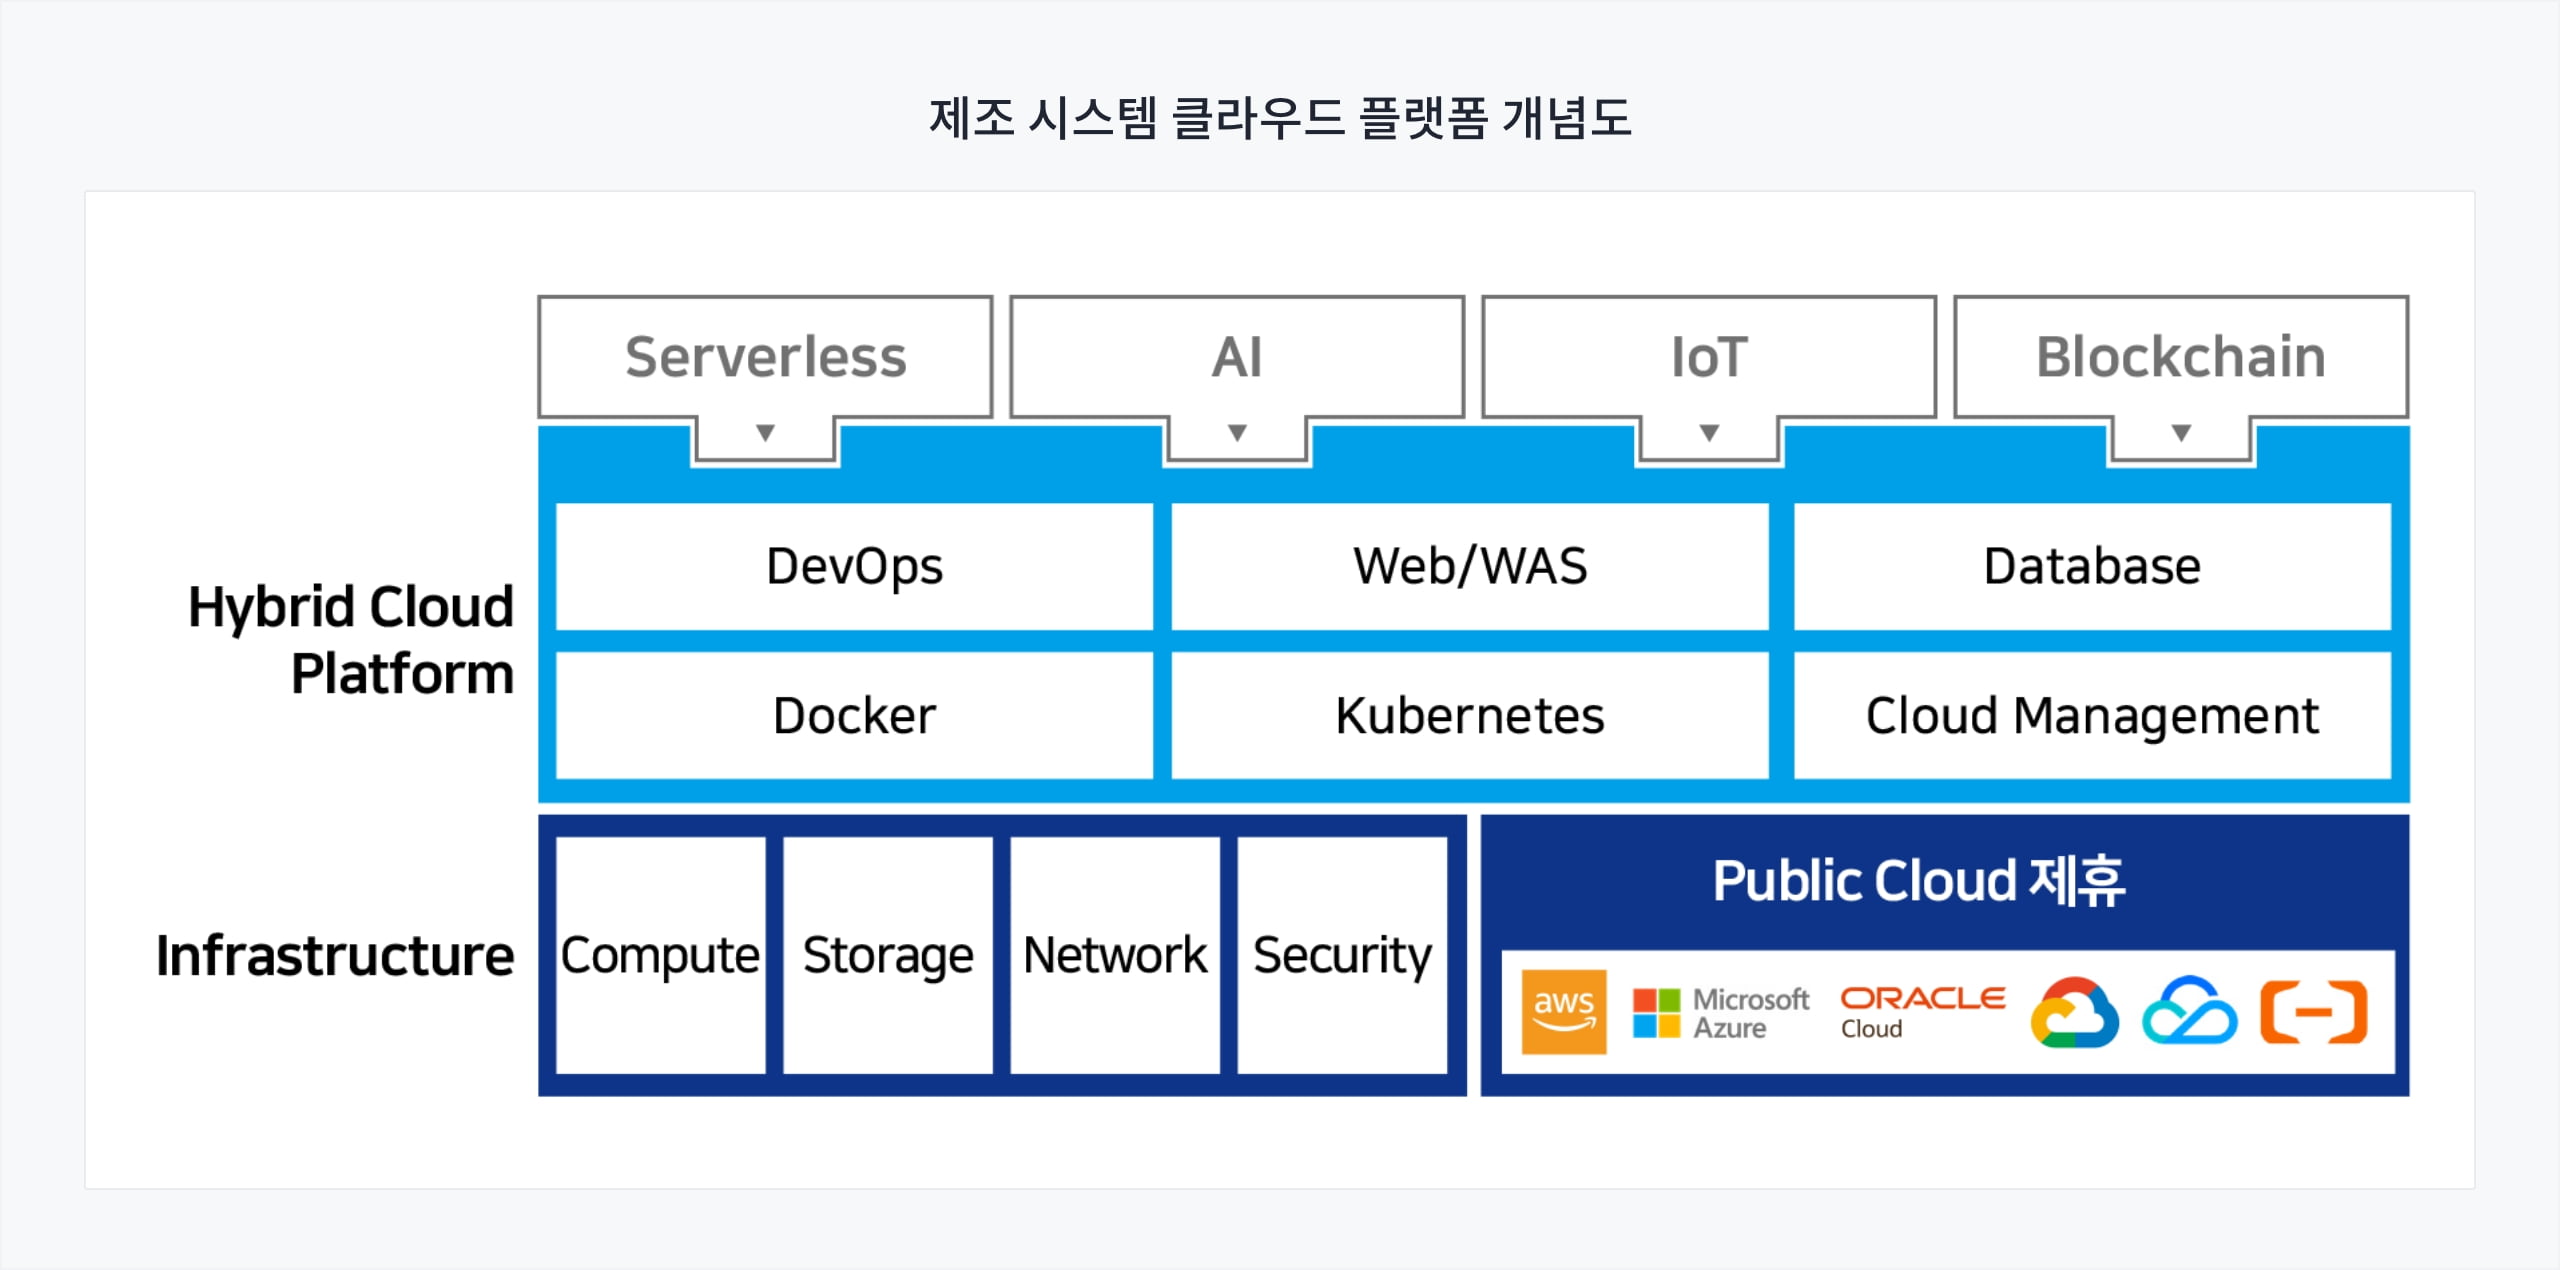 제조 시스템 클라우드 플랫폼 개념도
Serverless
AI
IoT
Blockchain
Hybrid Cloud
Platform
DevOps
Web/WAS
Database
Docker
Kubernetes
Cloud Management
Infrastructure
Compute
Storage
Network
Security
Public Cloud 제휴
aws
Microsoft
Azure
ORACLE
Cloud